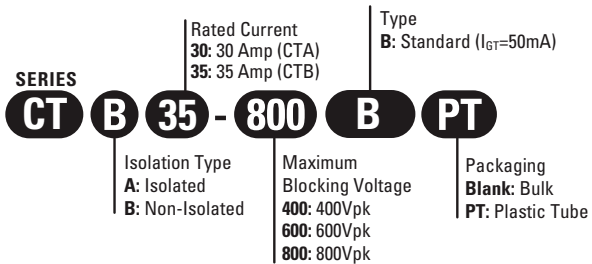 Rated Current
30: 30 Amp (CTA)
35: 35 Amp (CTB)
Type
B: Standard (IGT=50mA)
SERIES
CT B 35 - 800 B PT
Isolation Type
A: Isolated
B: Non-Isolated
Maximum
Blocking Voltage
400: 400Vpk
600: 600Vpk
800: 800Vpk
Packaging
Blank: Bulk
PT: Plastic Tube